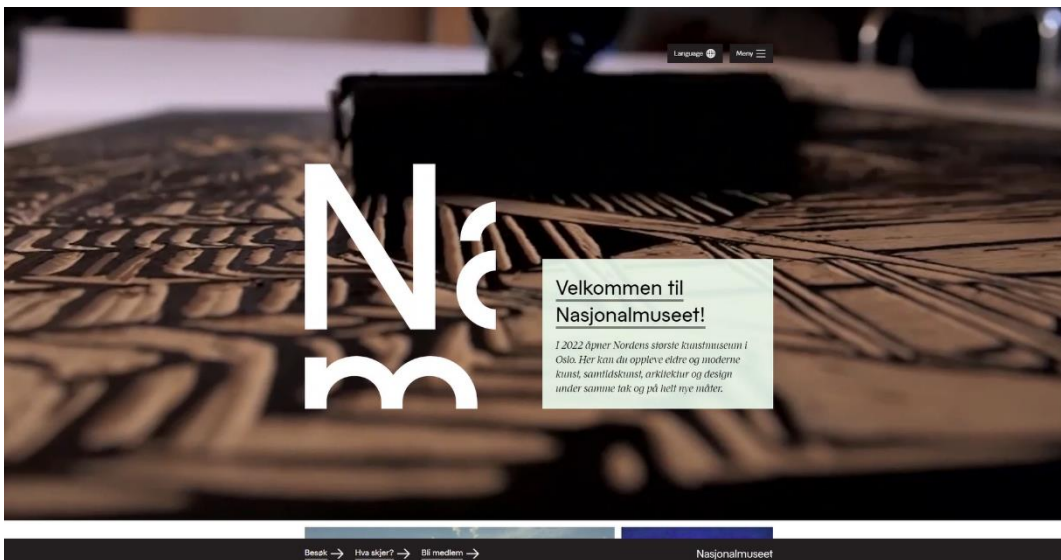 Language
Meny
Na
m
Velkommen til
Nasjonalmuseet!
I 2022 åpner Nordens største kunstmuseum i
Oslo. Her kan du oppleve eldre og moderne
kunst, samtidskunst, arkitektur og design
under samme tak og på helt nye måter.
Besøk → Hva skjer? → Bli medlem →
Nasjonalmuseet